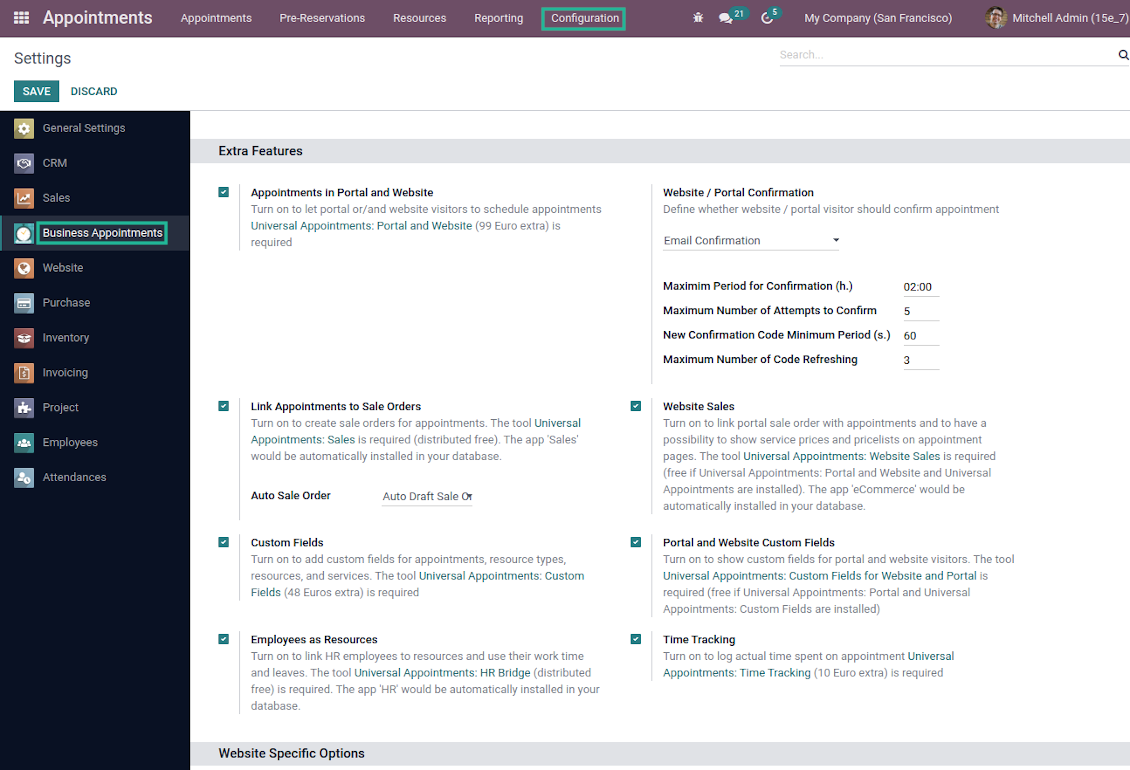 Appointments Appointments Pre-Reservations Resources Reporting Configuration 21 5 My Company (San Francisco) Mitchell Admin (15e_7)
Settings
Search...
SAVE DISCARD
General Settings
CRM
Sales
Business Appointments
Website
Purchase
Inventory
Invoicing
Project
Employees
Attendances
Extra Features
Appointments in Portal and Website
Turn on to let portal or/and website visitors to schedule appointments
Universal Appointments: Portal and Website (99 Euro extra) is
required
Website / Portal Confirmation
Define whether website / portal visitor should confirm appointment
Email Confirmation
Maximim Period for Confirmation (h.) 02:00
Maximum Number of Attempts to Confirm 5
New Confirmation Code Minimum Period (s.) 60
Maximum Number of Code Refreshing 3
Link Appointments to Sale Orders
Turn on to create sale orders for appointments. The tool Universal
Appointments: Sales is required (distributed free). The app 'Sales'
would be automatically installed in your database.
Auto Sale Order Auto Draft Sale O
Website Sales
Turn on to link portal sale order with appointments and to have a
possibility to show service prices and pricelists on appointment
pages. The tool Universal Appointments: Website Sales is required
(free if Universal Appointments: Portal and Website and Universal
Appointments are installed). The app 'eCommerce' would be
automatically installed in your database.
Custom Fields
Turn on to add custom fields for appointments, resource types,
resources, and services. The tool Universal Appointments: Custom
Fields (48 Euros extra) is required
Portal and Website Custom Fields
Turn on to show custom fields for portal and website visitors. The tool
Universal Appointments: Custom Fields for Website and Portal is
required (free if Universal Appointments: Portal and Universal
Appointments: Custom Fields are installed)
Employees as Resources
Turn on to link HR employees to resources and use their work time
and leaves. The tool Universal Appointments: HR Bridge (distributed
free) is required. The app 'HR' would be automatically installed in your
database.
Time Tracking
Turn on to log actual time spent on appointment Universal
Appointments: Time Tracking (10 Euro extra) is required
Website Specific Options